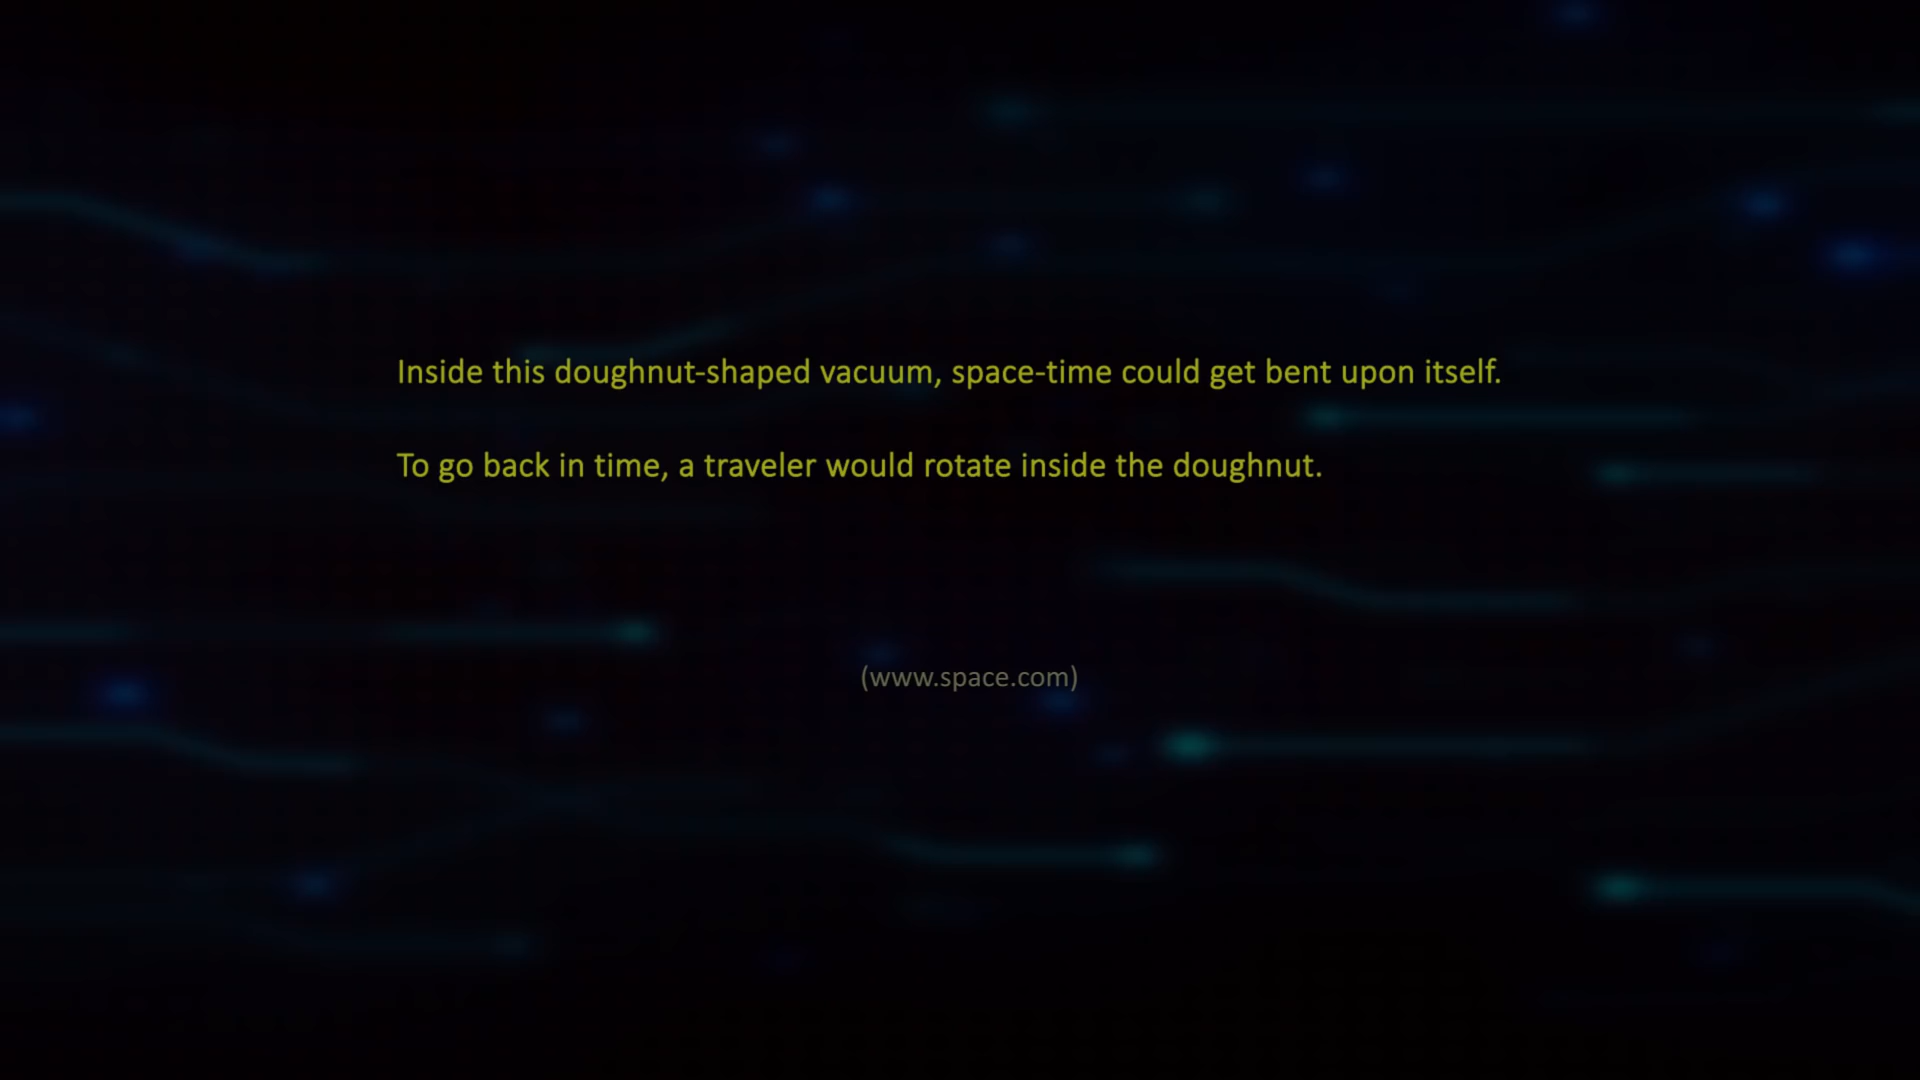 Inside this doughnut-shaped vacuum, space-time could get bent upon itself.
To go back in time, a traveler would rotate inside the doughnut.
(www.space.com)